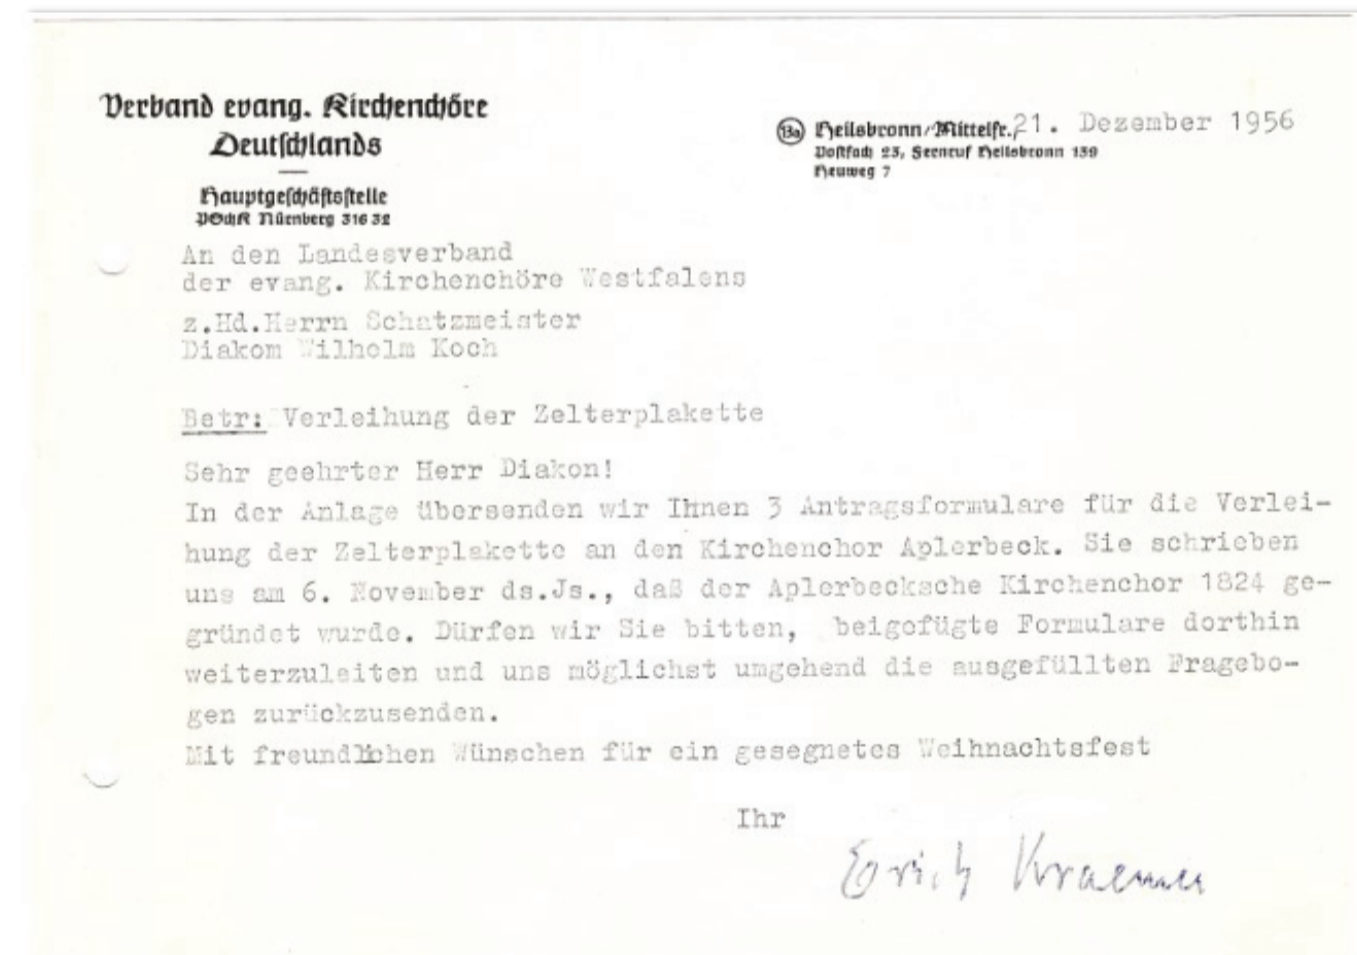 Verband evang. Kirchenchöre
Deutschlands
Hauptgeschäftsstelle
PSchK Nürnberg 316 32
(13a) Heilsbronn/Mittelfr., 21. Dezember 1956
Postfach 23, Fernruf Heilsbronn 139
Heuweg 7
An den Landesverband
der evang. Kirchenchöre Westfalens
z.Hd.Herrn Schatzmeister
Diakom Wilhelm Koch
Betr: Verleihung der Zelterplakette
Sehr geehrter Herr Diakon!
In der Anlage übersenden wir Ihnen 3 Antragsformulare für die Verlei-
hung der Zelterplakette an den Kirchenchor Aplerbeck. Sie schrieben
uns am 6. November ds.Js., daß der Aplerbecksche Kirchenchor 1824 ge-
gründet wurde. Dürfen wir Sie bitten, beigefügte Formulare dorthin
weiterzuleiten und uns möglichst umgehend die ausgefüllten Fragebo-
gen zurückzusenden.
Mit freundlichen Wünschen für ein gesegnetes Weihnachtsfest
Ihr
Erich Kraemer